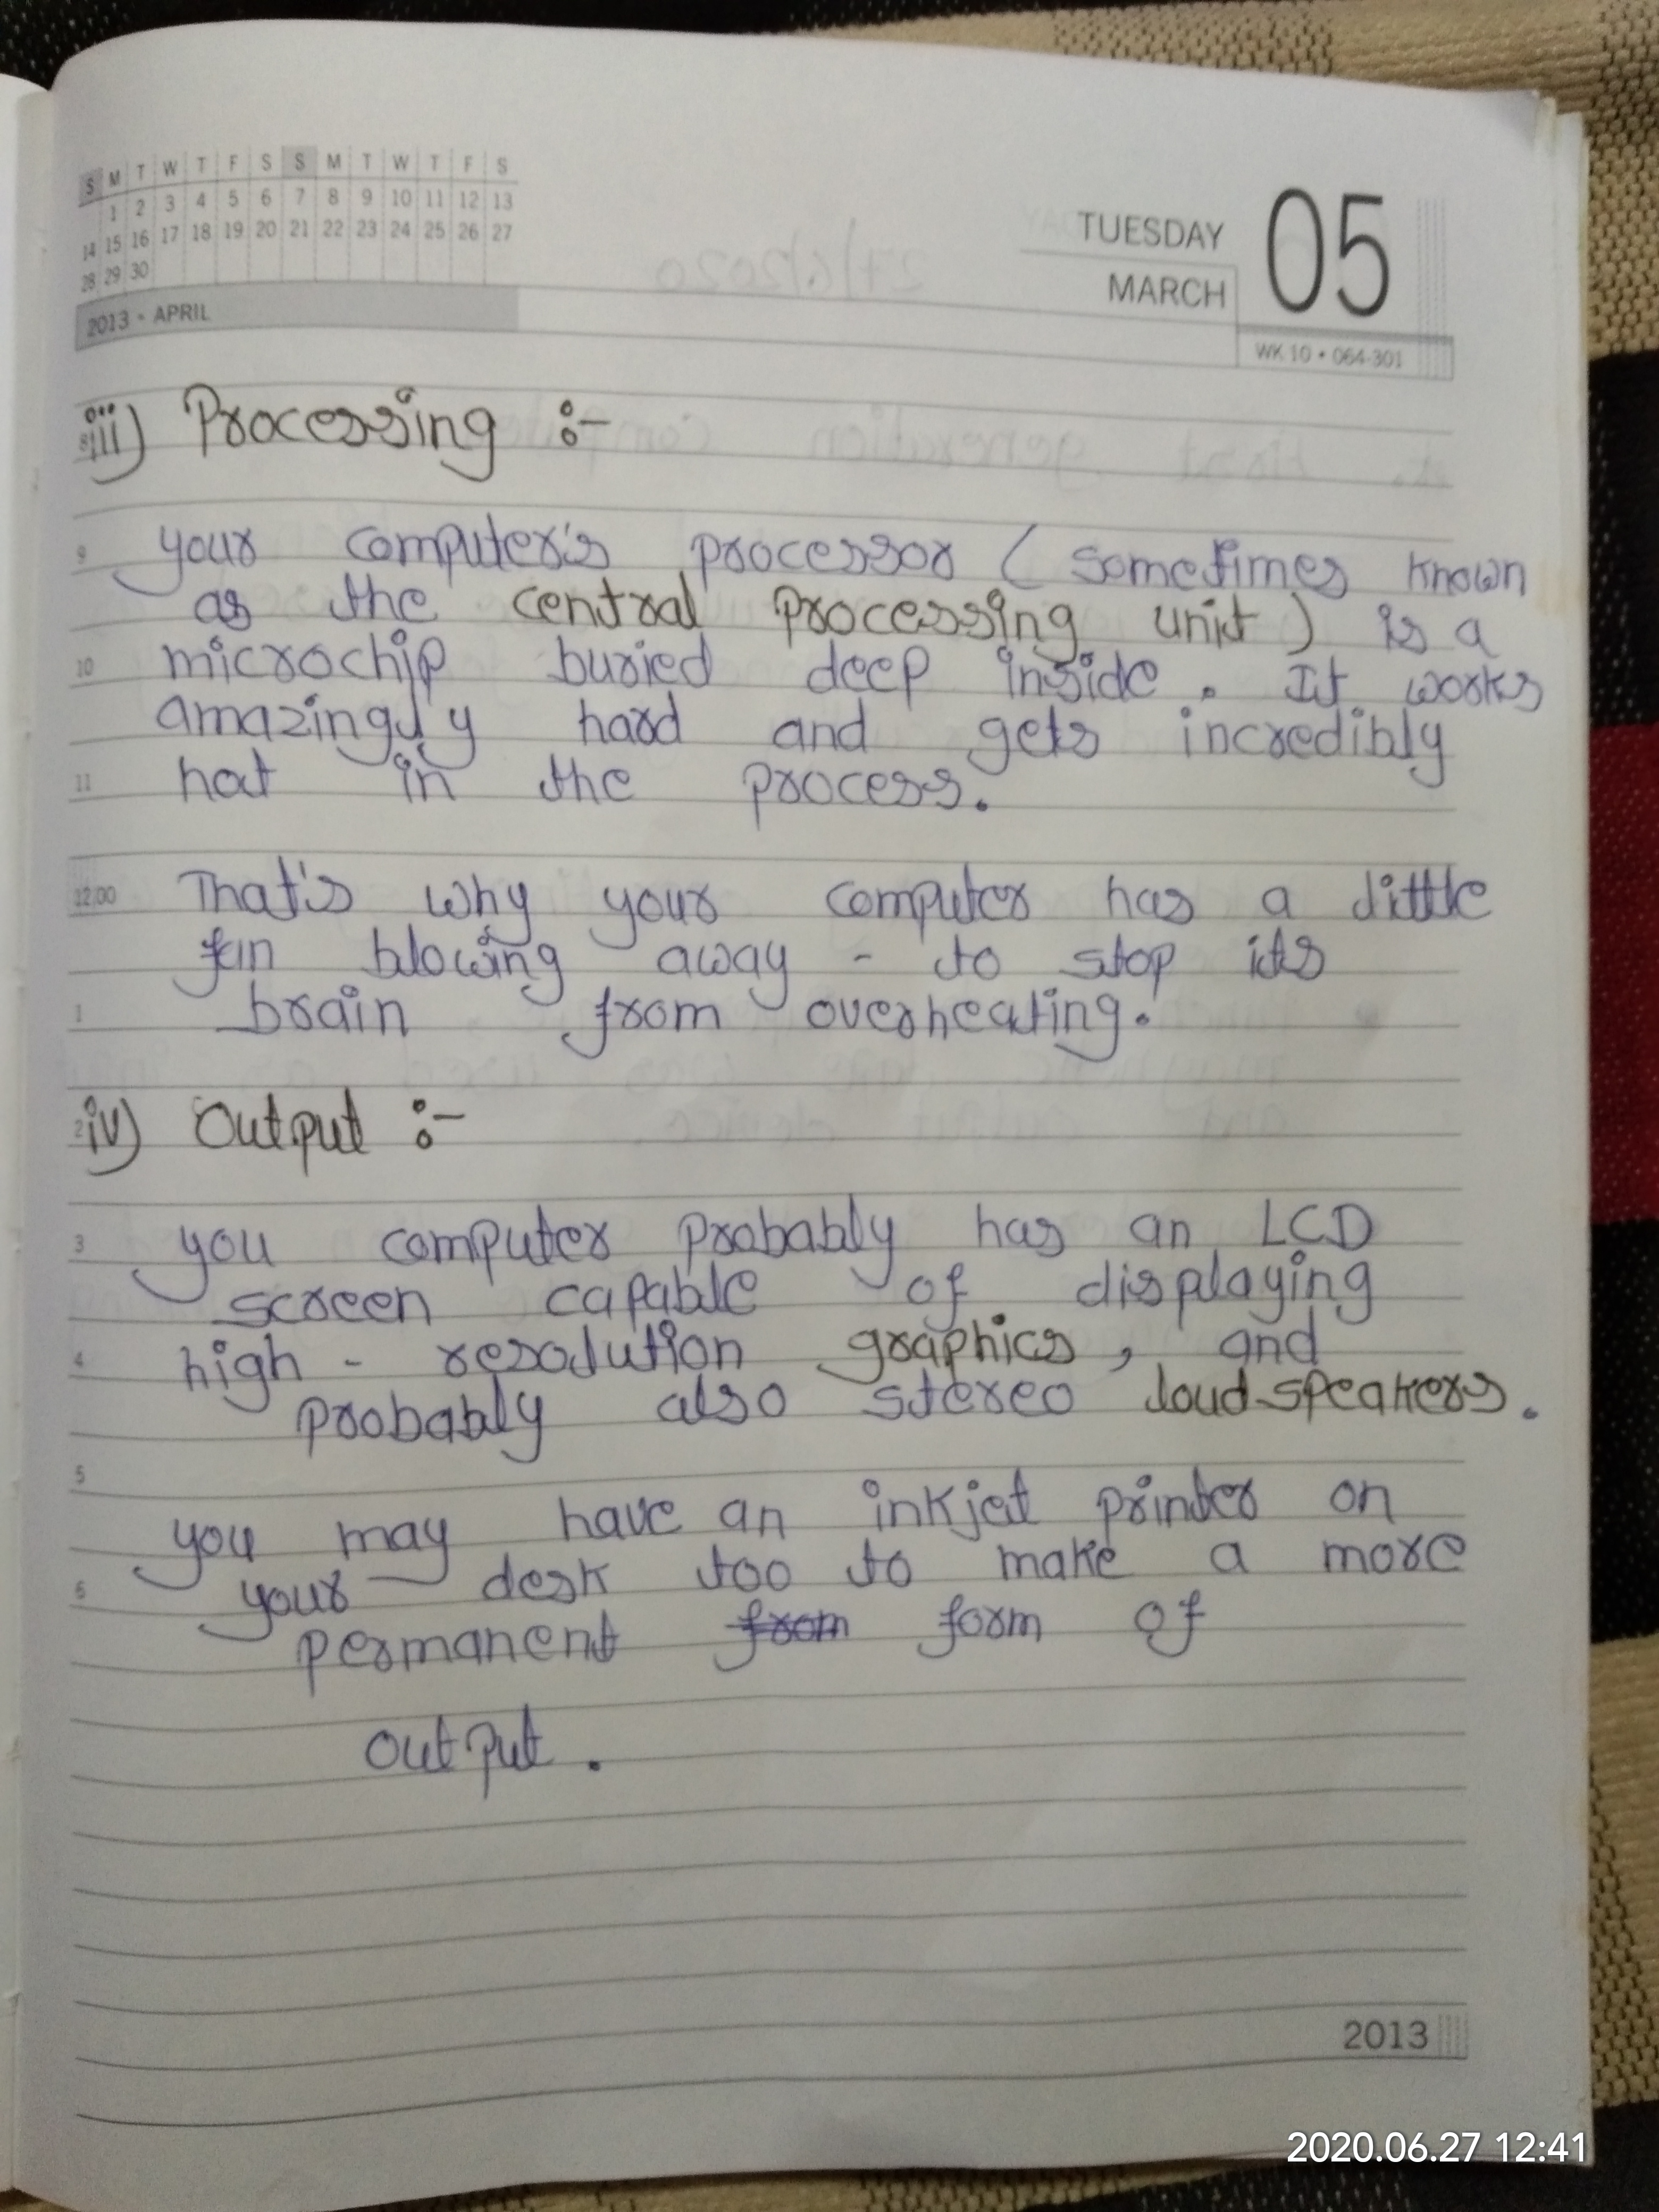 S M T W T F S S M T W T F S
1 2 3 4 5 6 7 8 9 10 11 12 13
14 15 16 17 18 19 20 21 22 23 24 25 26 27
28 29 30
2013 • APRIL
TUESDAY
MARCH
05
WK 10 • 064-301
27/6/2020
iii) Processing :-
9 your computer's processor ( sometimes known
as the central processing unit ) is a
10 microchip buried deep inside . It works
amazingly hard and gets incredibly
11 hot in the process.
12.00 That's why your computer has a little
fan blowing away - to stop its
1 brain from overheating.
2 iv) Output :-
3 you computer probably has an LCD
screen capable of displaying
4 high - resolution graphics , and
probably also stereo loudspeakers .
5
you may have an inkjet printer on
6 your desk too to make a more
permanent from form of
output .
2013
2020.06.27 12:41